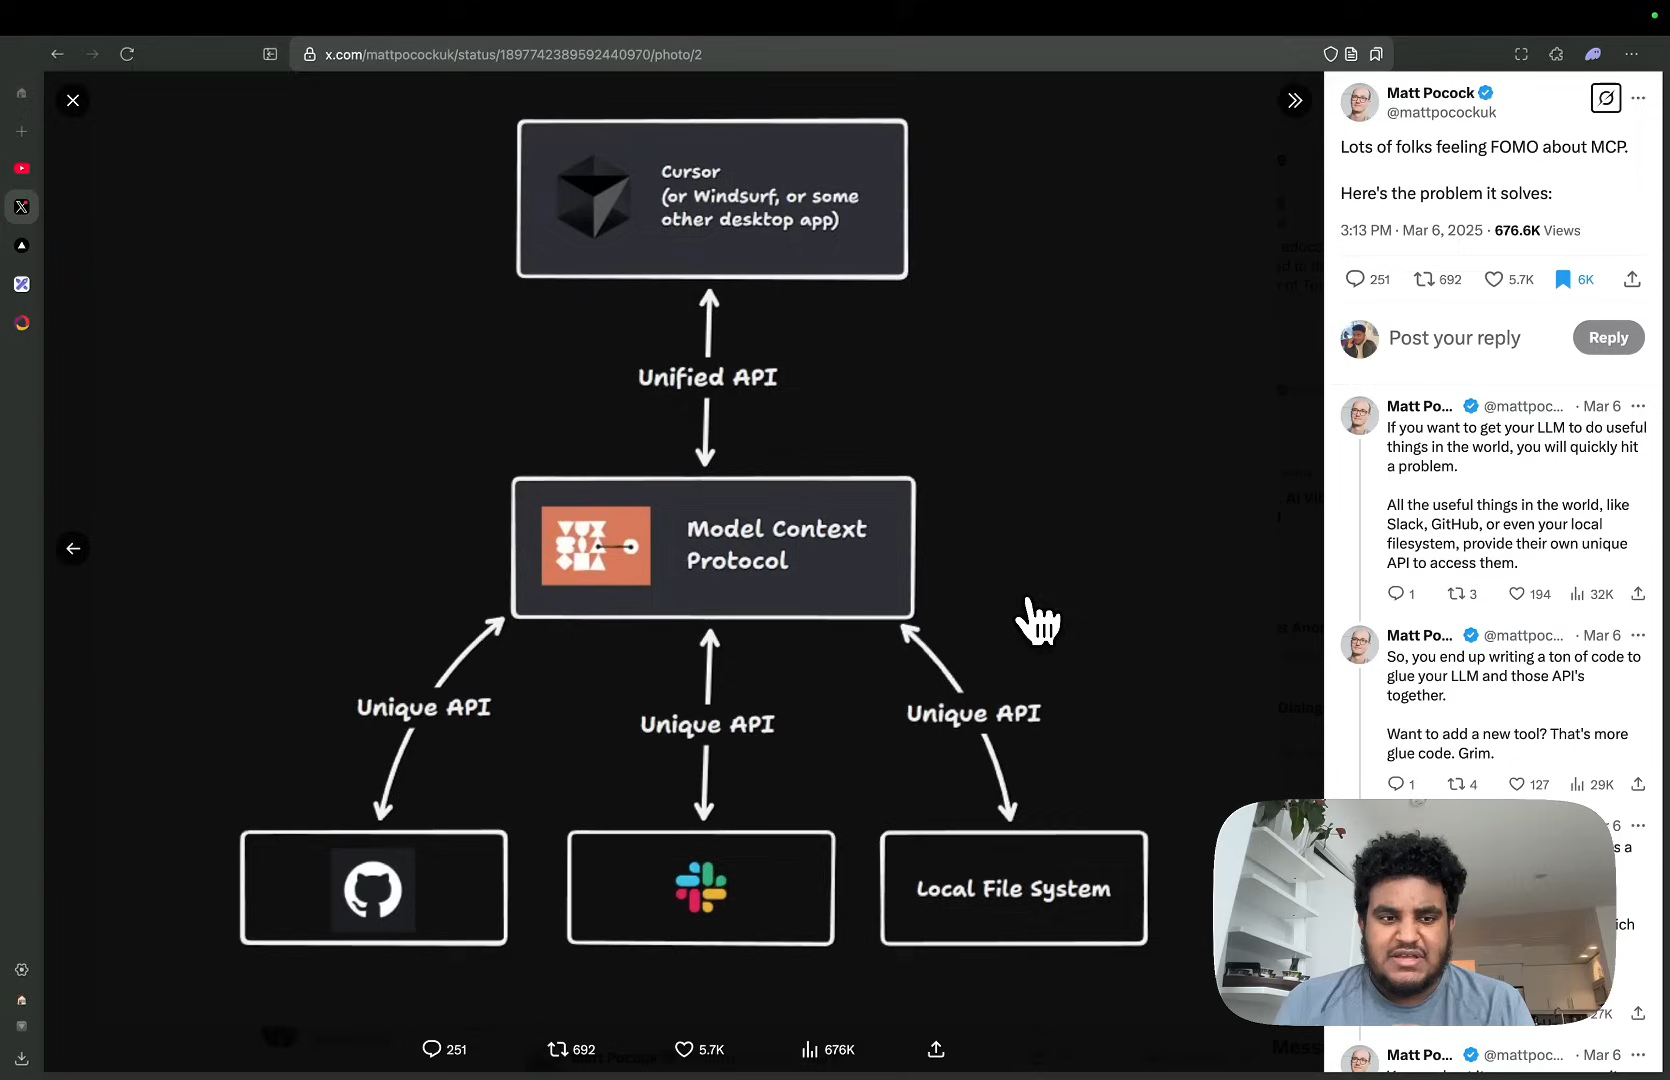 x.com/mattpocockuk/status/1897742389592440970/photo/2
Cursor
(or Windsurf, or some
other desktop app)
Unified API
Model Context
Protocol
Unique API
Unique API
Unique API
Local File System
251
692
5.7K
676K
Matt Pocock
@mattpocockuk
Lots of folks feeling FOMO about MCP.
Here's the problem it solves:
3:13 PM · Mar 6, 2025 · 676.6K Views
251
692
5.7K
6K
Post your reply
Reply
Matt Po... @mattpoc... · Mar 6
If you want to get your LLM to do useful
things in the world, you will quickly hit
a problem.
All the useful things in the world, like
Slack, GitHub, or even your local
filesystem, provide their own unique
API to access them.
1
3
194
32K
Matt Po... @mattpoc... · Mar 6
So, you end up writing a ton of code to
glue your LLM and those API's
together.
Want to add a new tool? That's more
glue code. Grim.
1
4
127
29K
6
s a
ich
27K
Matt Po... @mattpoc... · Mar 6